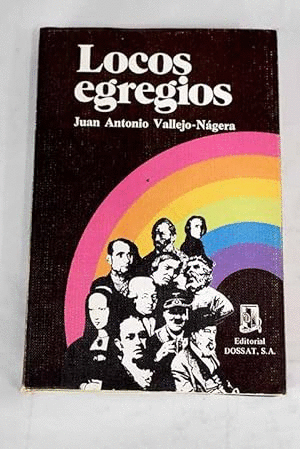 Locos
egregios
Juan Antonio Vallejo-Nágera
Editorial
DOSSAT, S.A.